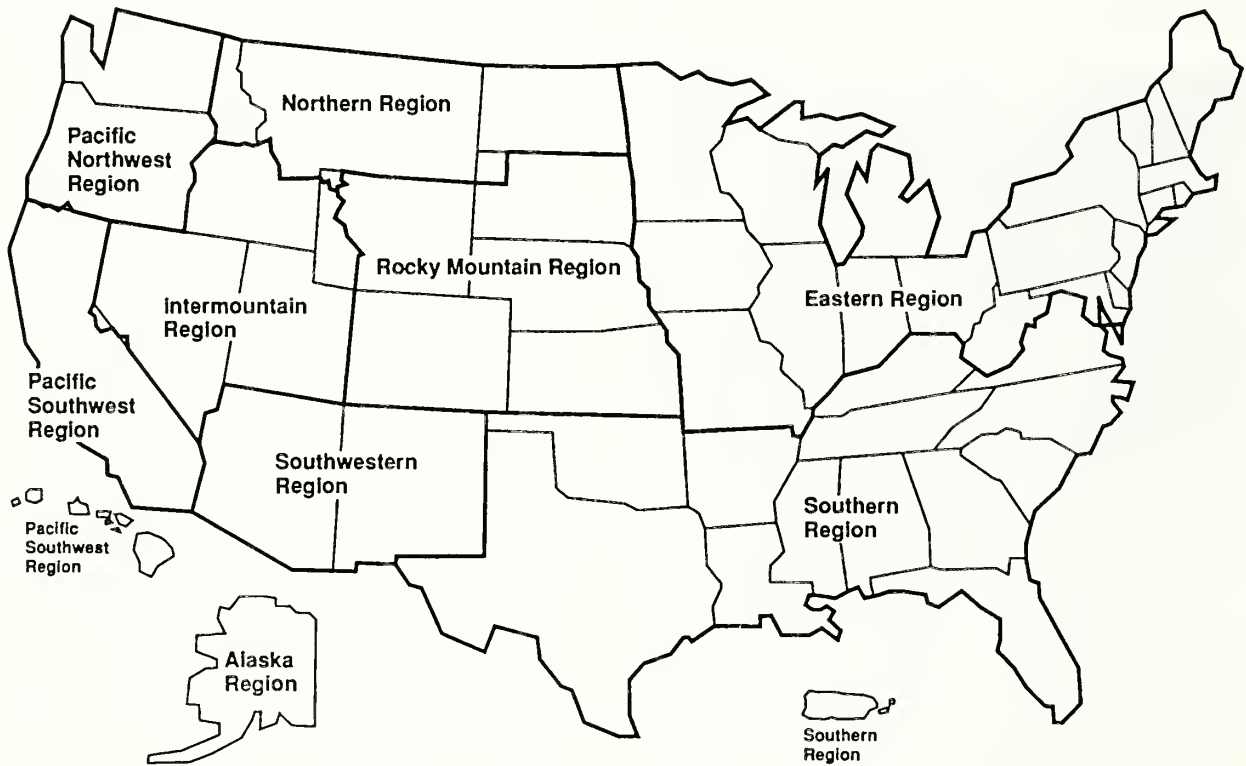 Northern Region
Pacific
Northwest
Region
Rocky Mountain Region
Intermountain
Region
Eastern Region
Pacific
Southwest
Region
Southwestern
Region
Southern
Region
Pacific
Southwest
Region
Alaska
Region
Southern
Region